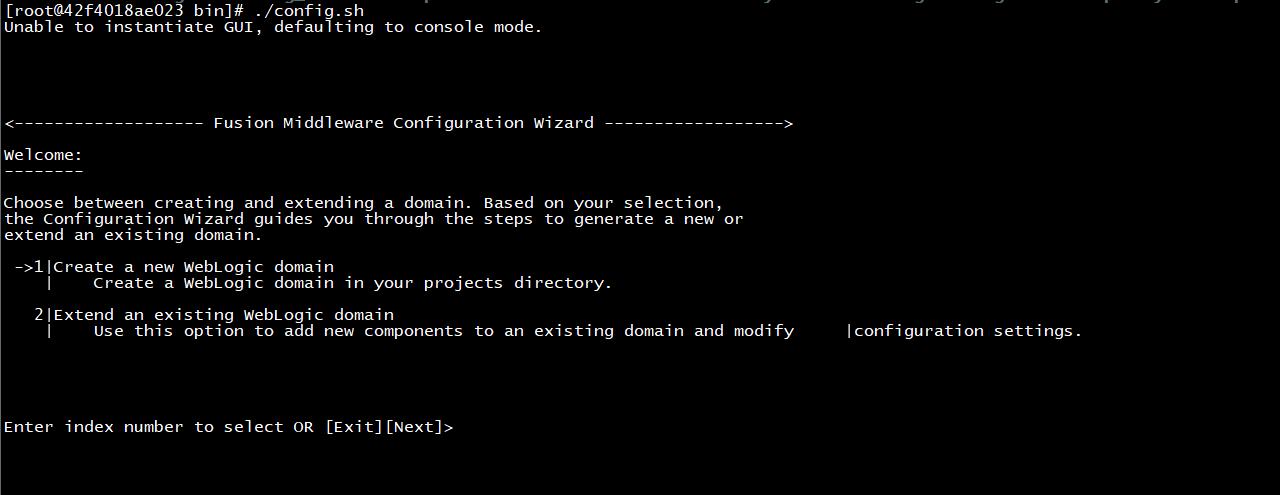 [root@42f4018ae023 bin]# ./config.sh
Unable to instantiate GUI, defaulting to console mode.
<------------------- Fusion Middleware Configuration Wizard ------------------>
Welcome:
--------
Choose between creating and extending a domain. Based on your selection,
the Configuration Wizard guides you through the steps to generate a new or
extend an existing domain.
 ->1|Create a new WebLogic domain
    |    Create a WebLogic domain in your projects directory.
   2|Extend an existing WebLogic domain
    |    Use this option to add new components to an existing domain and modify     |configuration settings.
Enter index number to select OR [Exit][Next]>